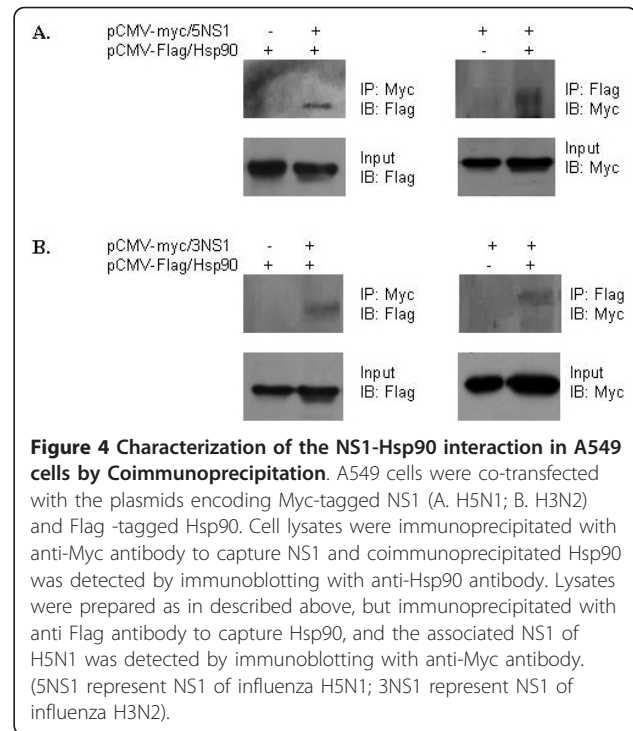 A.
pCMV-myc/5NS1 - + + +
pCMV-Flag/Hsp90 + + - +
IP: Myc
IB: Flag
IP: Flag
IB: Myc
Input
IB: Flag
Input
IB: Myc
B.
pCMV-myc/3NS1 - + + +
pCMV-Flag/Hsp90 + + - +
IP: Myc
IB: Flag
IP: Flag
IB: Myc
Input
IB: Flag
Input
IB: Myc
Figure 4 Characterization of the NS1-Hsp90 interaction in A549
cells by Coimmunoprecipitation. A549 cells were co-transfected
with the plasmids encoding Myc-tagged NS1 (A. H5N1; B. H3N2)
and Flag -tagged Hsp90. Cell lysates were immunoprecipitated with
anti-Myc antibody to capture NS1 and coimmunoprecipitated Hsp90
was detected by immunoblotting with anti-Hsp90 antibody. Lysates
were prepared as in described above, but immunoprecipitated with
anti Flag antibody to capture Hsp90, and the associated NS1 of
H5N1 was detected by immunoblotting with anti-Myc antibody.
(5NS1 represent NS1 of influenza H5N1; 3NS1 represent NS1 of
influenza H3N2).